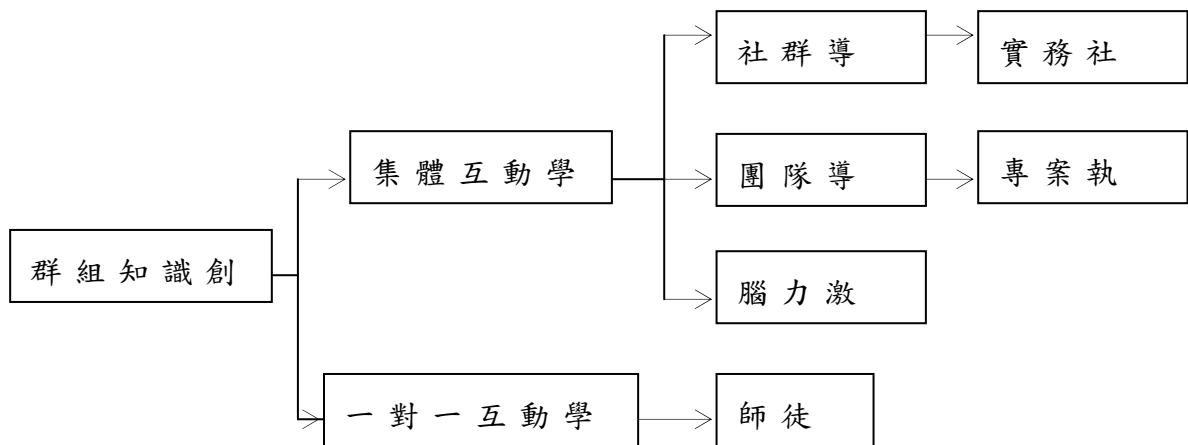 社群導
實務社
集體互動學
團隊導
專案執
群組知識創
腦力激
一對一互動學
師徒